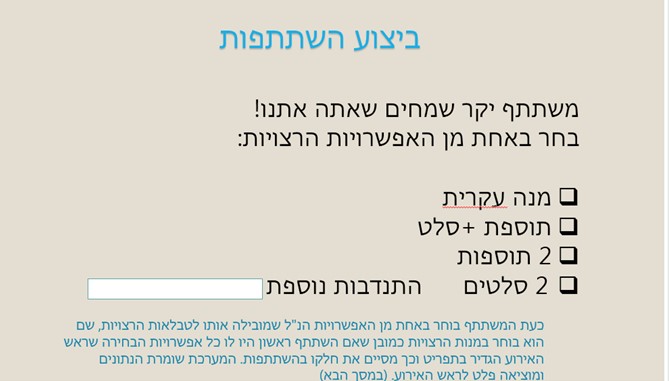 ביצוע השתתפות
משתתף יקר שמחים שאתה אתנו!
בחר באחת מן האפשרויות הרצויות:
מנה עקרית
תוספת +סלט
2 תוספות
2 סלטים התנדבות נוספת
כעת המשתתף בוחר באחת מן האפשרויות הנ"ל שמובילה אותו לטבלאות הרצויות, שם
הוא בוחר במנות הרצויות כמובן שאם השתתף ראשון היו לו כל אפשרויות הבחירה שראש
האירוע הגדיר בתפריט וכך מסיים את חלקו בהשתתפות. המערכת שומרת הנתונים
ומוציאה פלט לראש האירוע. (במסך הבא)